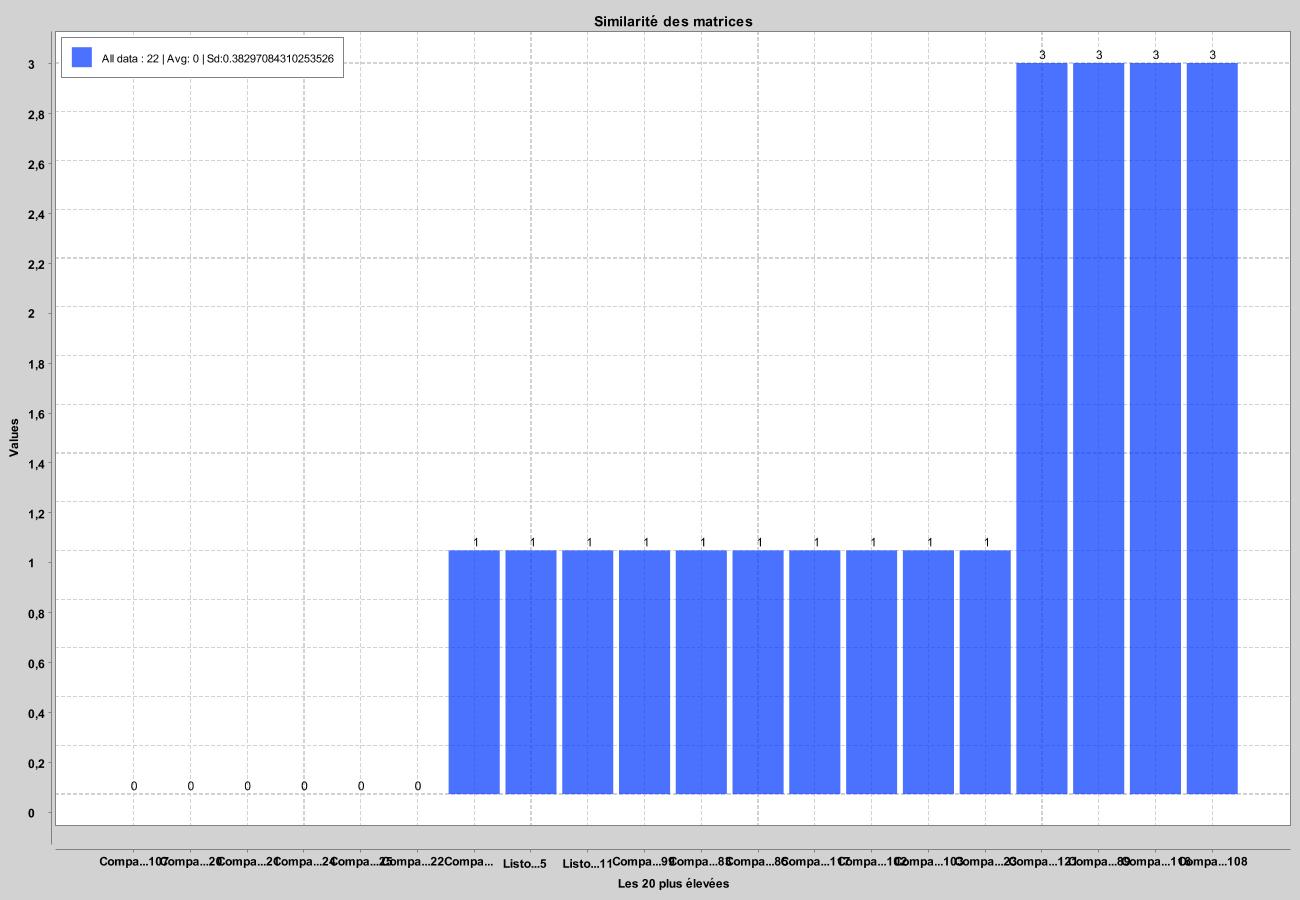 Similarité des matrices
All data : 22 | Avg: 0 | Sd:0.38297084310253526
3
2,8
2,6
2,4
2,2
2
1,8
1,6
1,4
1,2
1
0,8
0,6
0,4
0,2
0
Values
0 0 0 0 0 0 1 1 1 1 1 1 1 1 1 1 3 3 3 3
Compa...107 Compa...20 Compa...21 Compa...24 Compa...25 Compa...22 Compa... Listo...5 Listo...11 Compa...99 Compa...83 Compa...86 Compa...117 Compa...102 Compa...103 Compa...23 Compa...121 Compa...89 Compa...118 Compa...108
Les 20 plus élevées